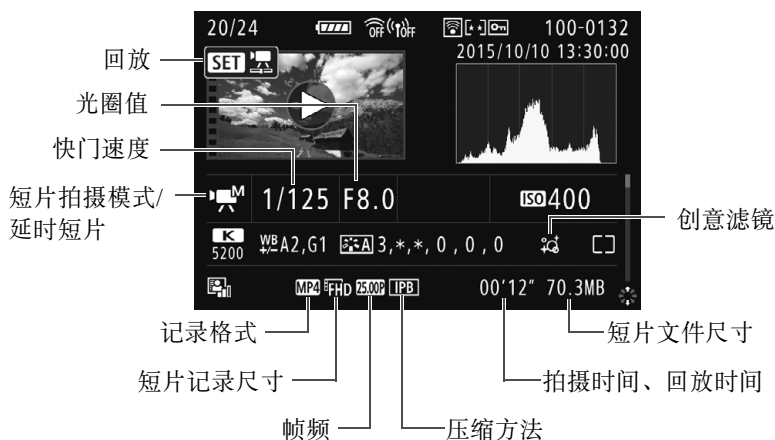 20/24 OFF OFF 100-0132
2015/10/10 13:30:00
回放
SET
光圈值
快门速度
短片拍摄模式/
延时短片
M 1/125 F8.0 ISO 400
创意滤镜
K
5200
WB +/- A2,G1 A 3,*,*, 0 , 0 , 0
MP4 FHD 25.00P IPB 00'12" 70.3MB
记录格式
短片文件尺寸
短片记录尺寸
拍摄时间、回放时间
帧频
压缩方法